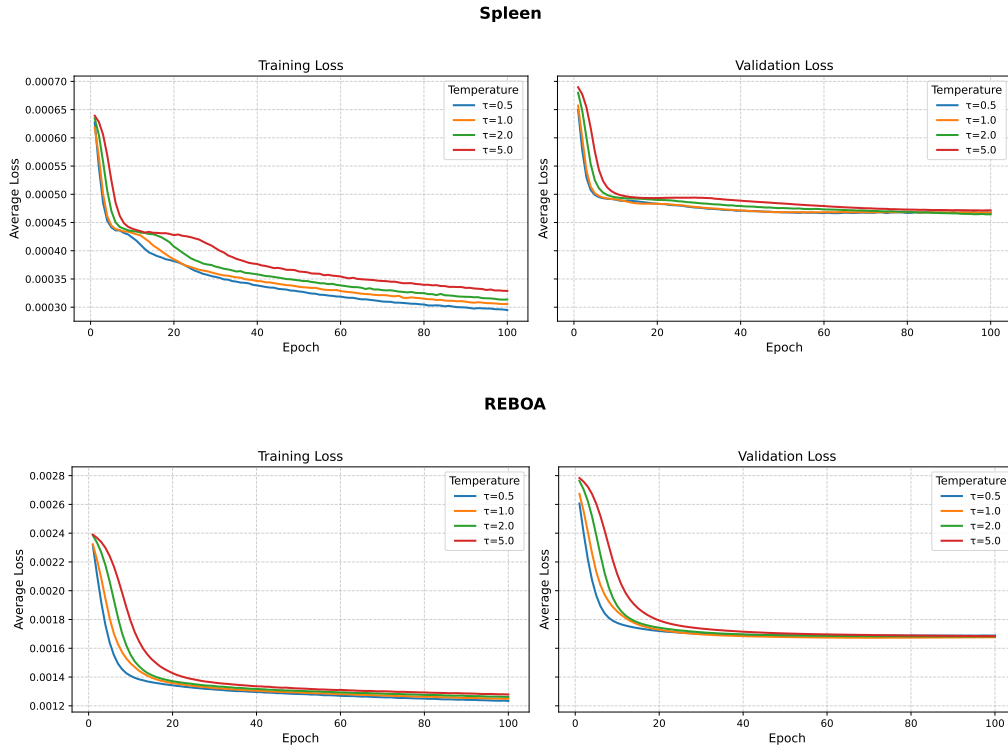 Spleen
Training Loss
Average Loss
0.00070
0.00065
0.00060
0.00055
0.00050
0.00045
0.00040
0.00035
0.00030
0 20 40 60 80 100
Epoch
Temperature
τ=0.5
τ=1.0
τ=2.0
τ=5.0
Validation Loss
Average Loss
0 20 40 60 80 100
Epoch
Temperature
τ=0.5
τ=1.0
τ=2.0
τ=5.0
REBOA
Training Loss
Average Loss
0.0028
0.0026
0.0024
0.0022
0.0020
0.0018
0.0016
0.0014
0.0012
0 20 40 60 80 100
Epoch
Temperature
τ=0.5
τ=1.0
τ=2.0
τ=5.0
Validation Loss
Average Loss
0 20 40 60 80 100
Epoch
Temperature
τ=0.5
τ=1.0
τ=2.0
τ=5.0